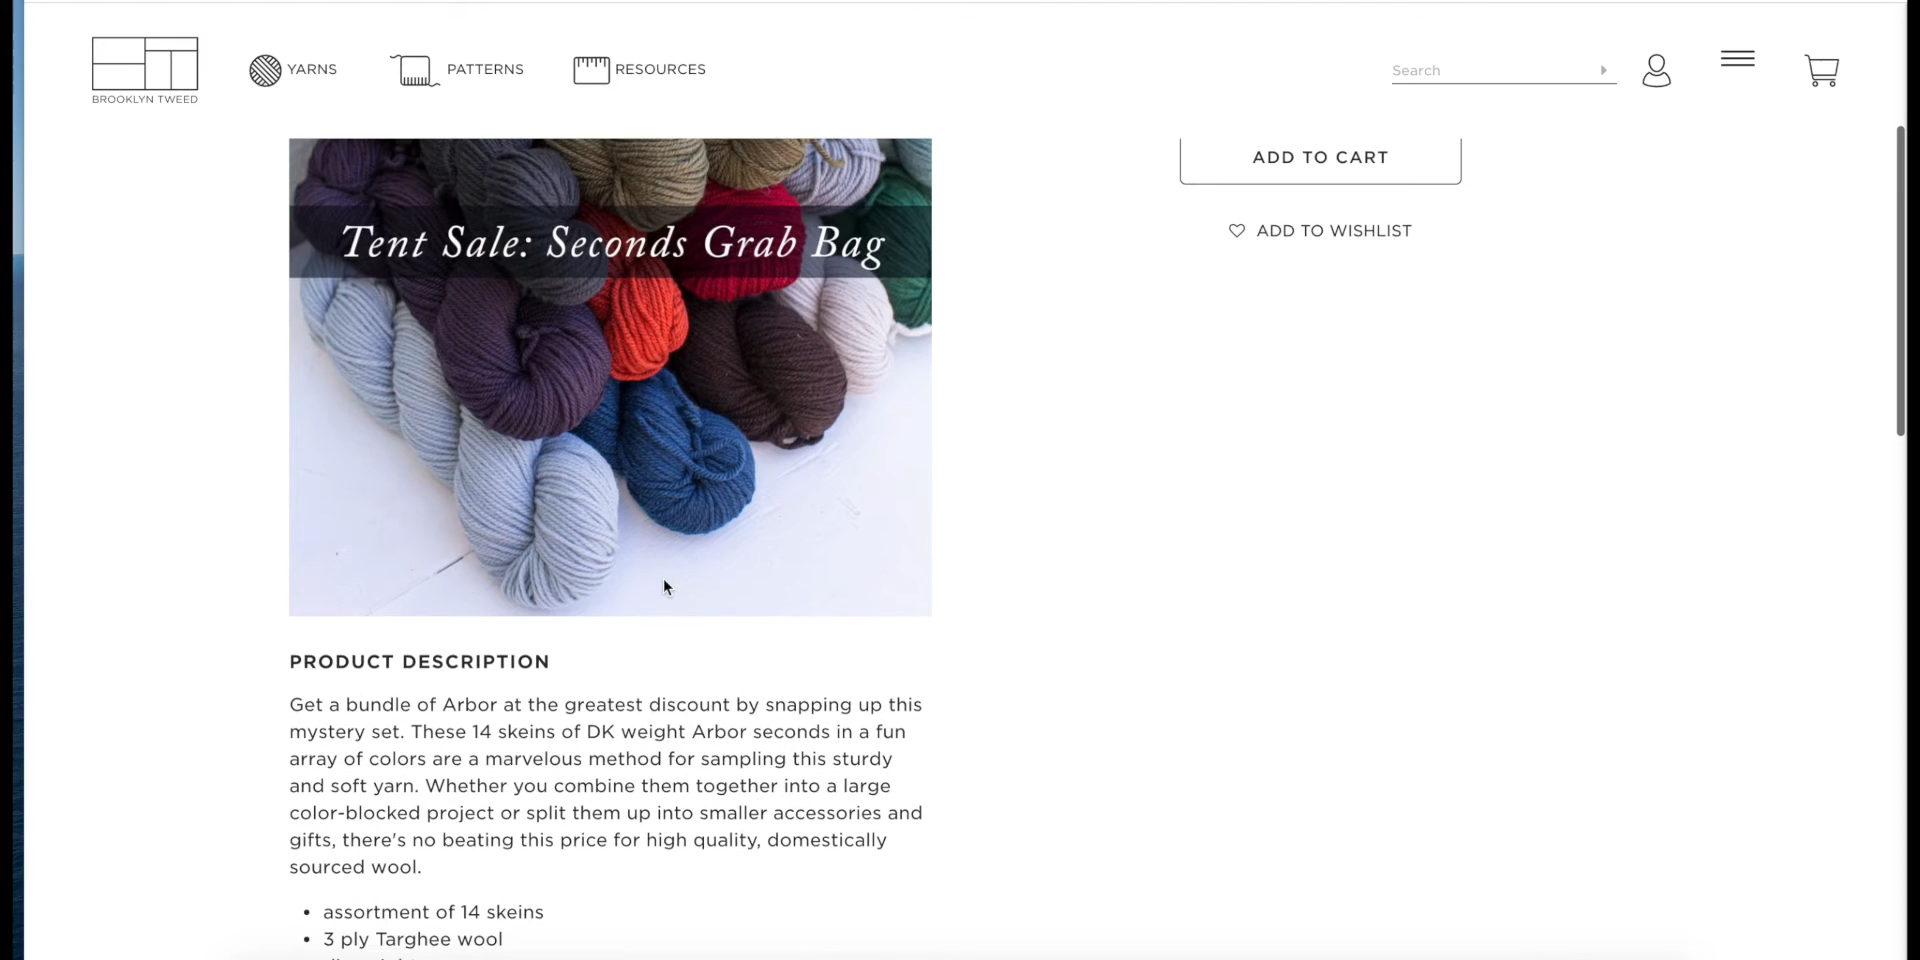 BROOKLYN TWEED
YARNS
PATTERNS
RESOURCES
Search
ADD TO CART
ADD TO WISHLIST
Tent Sale: Seconds Grab Bag
PRODUCT DESCRIPTION
Get a bundle of Arbor at the greatest discount by snapping up this
mystery set. These 14 skeins of DK weight Arbor seconds in a fun
array of colors are a marvelous method for sampling this sturdy
and soft yarn. Whether you combine them together into a large
color-blocked project or split them up into smaller accessories and
gifts, there's no beating this price for high quality, domestically
sourced wool.
• assortment of 14 skeins
• 3 ply Targhee wool